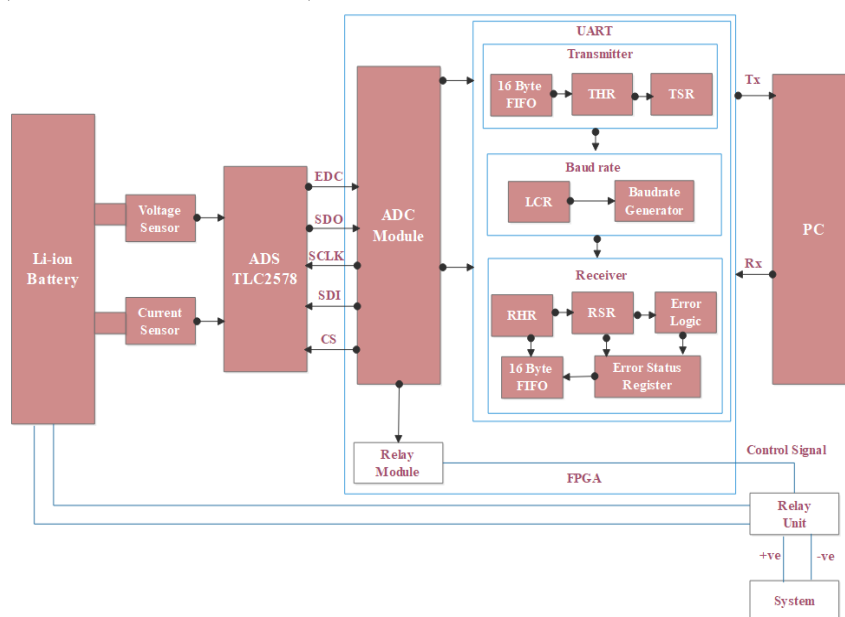 UART
Transmitter
16 Byte
FIFO
THR
TSR
Tx
Li-ion
Battery
Voltage
Sensor
Current
Sensor
ADS
TLC2578
EDC
SDO
SCLK
SDI
CS
ADC
Module
Baud rate
LCR
Baudrate
Generator
PC
Rx
Receiver
RHR
RSR
Error
Logic
16 Byte
FIFO
Error Status
Register
Relay
Module
FPGA
Control Signal
Relay
Unit
+ve
-ve
System